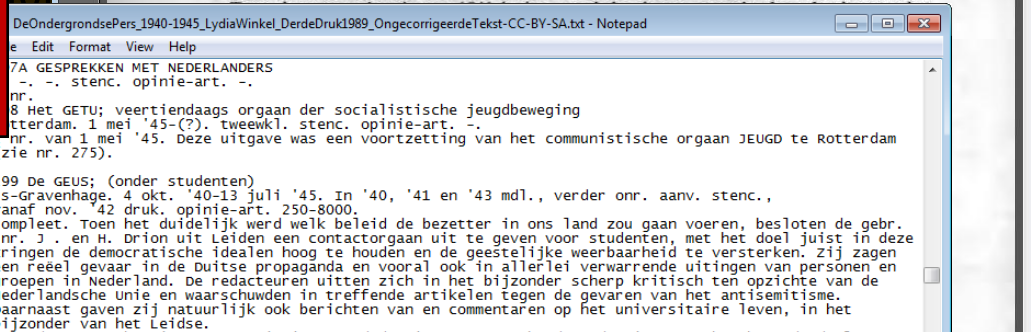 DeOndergrondsePers_1940-1945_LydiaWinkel_DerdeDruk1989_OngecorrigeerdeTekst-CC-BY-SA.txt - Notepad
e Edit Format View Help
7A GESPREKKEN MET NEDERLANDERS
-. -. stenc. opinie-art. -.
nr.
8 Het GETU; veertiendaags orgaan der socialistische jeugdbeweging
tterdam. 1 mei '45-(?). tweewkl. stenc. opinie-art. -.
nr. van 1 mei '45. Deze uitgave was een voortzetting van het communistische orgaan JEUGD te Rotterdam
zie nr. 275).
99 De GEUS; (onder studenten)
s-Gravenhage. 4 okt. '40-13 juli '45. In '40, '41 en '43 mdl., verder onr. aanv. stenc.,
anaf nov. '42 druk. opinie-art. 250-8000.
ompleet. Toen het duidelijk werd welk beleid de bezetter in ons land zou gaan voeren, besloten de gebr.
nr. J . en H. Drion uit Leiden een contactorgaan uit te geven voor studenten, met het doel juist in deze
ringen de democratische idealen hoog te houden en de geestelijke weerbaarheid te versterken. Zij zagen
en reëel gevaar in de Duitse propaganda en vooral ook in allerlei verwarrende uitingen van personen en
roepen in Nederland. De redacteuren uitten zich in het bijzonder scherp kritisch ten opzichte van de
ederlandsche Unie en waarschuwden in treffende artikelen tegen de gevaren van het antisemitisme.
aarnaast gaven zij natuurlijk ook berichten van en commentaren op het universitaire leven, in het
ijzonder van het Leidse.